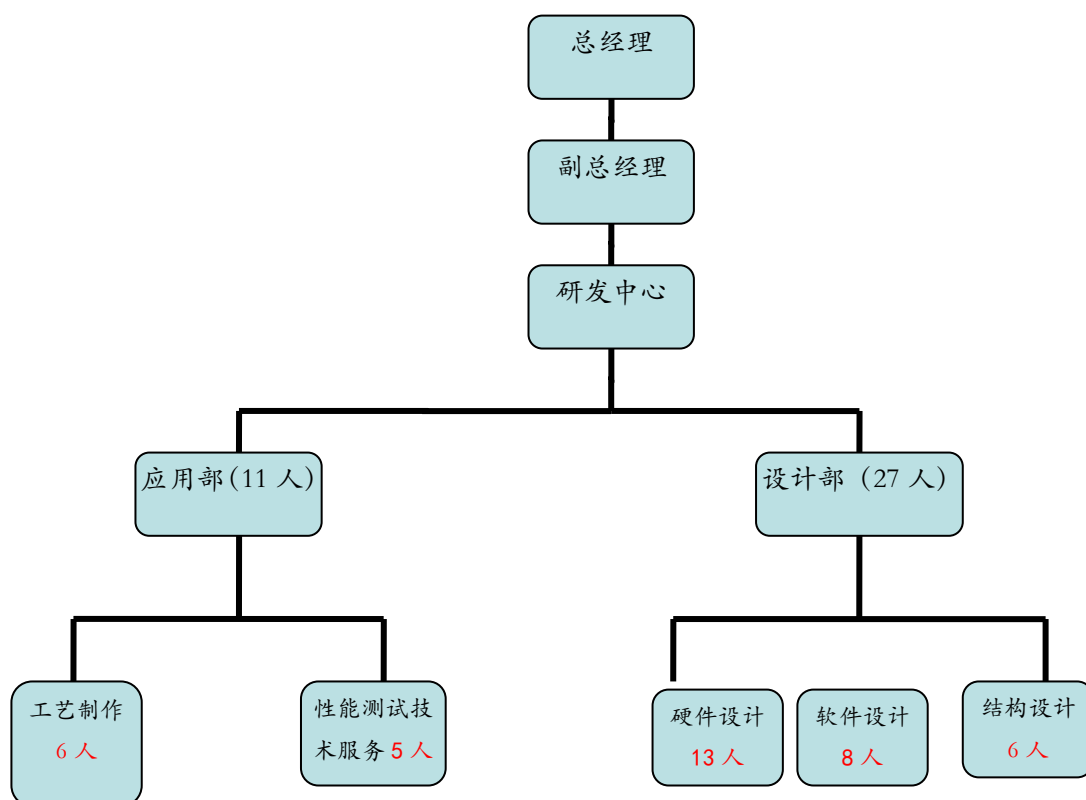 总经理
副总经理
研发中心
应用部(11 人)
设计部 (27 人)
工艺制作
6 人
性能测试技
术服务 5 人
硬件设计
13 人
软件设计
8 人
结构设计
6 人